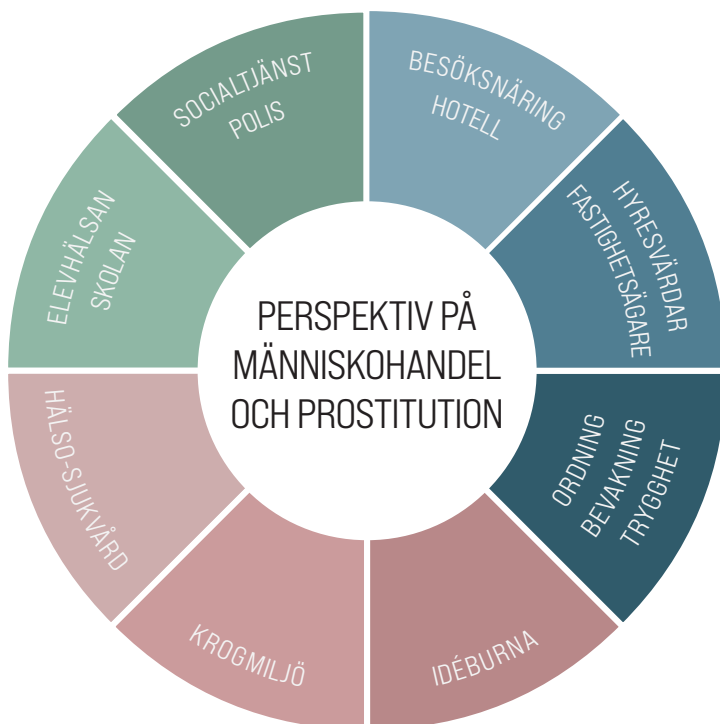 PERSPEKTIV PÅ
MÄNNISKOHANDEL
OCH PROSTITUTION
BESÖKSNÄRING
HOTELL
HYRESVÄRDAR
FASTIGHETSÄGARE
ORDNING
BEVAKNING
TRYGGHET
IDÉBURNA
KROGMILJÖ
HÄLSO-SJUKVÅRD
ELEVHÄLSAN
SKOLAN
SOCIALTJÄNST
POLIS